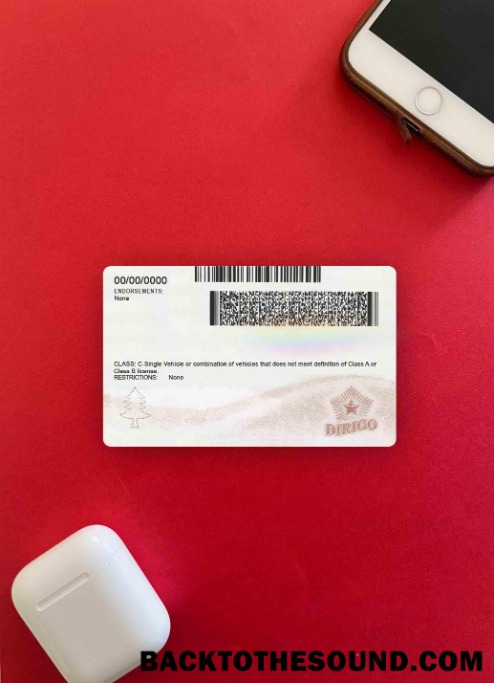 00/00/0000
ENDORSEMENTS:
None
CLASS: C-Single Vehicle or combination of vehicles that does not meet definition of Class A or
Class B license.
RESTRICTIONS: None
DIRIGO
BACKTOTHESOUND.COM